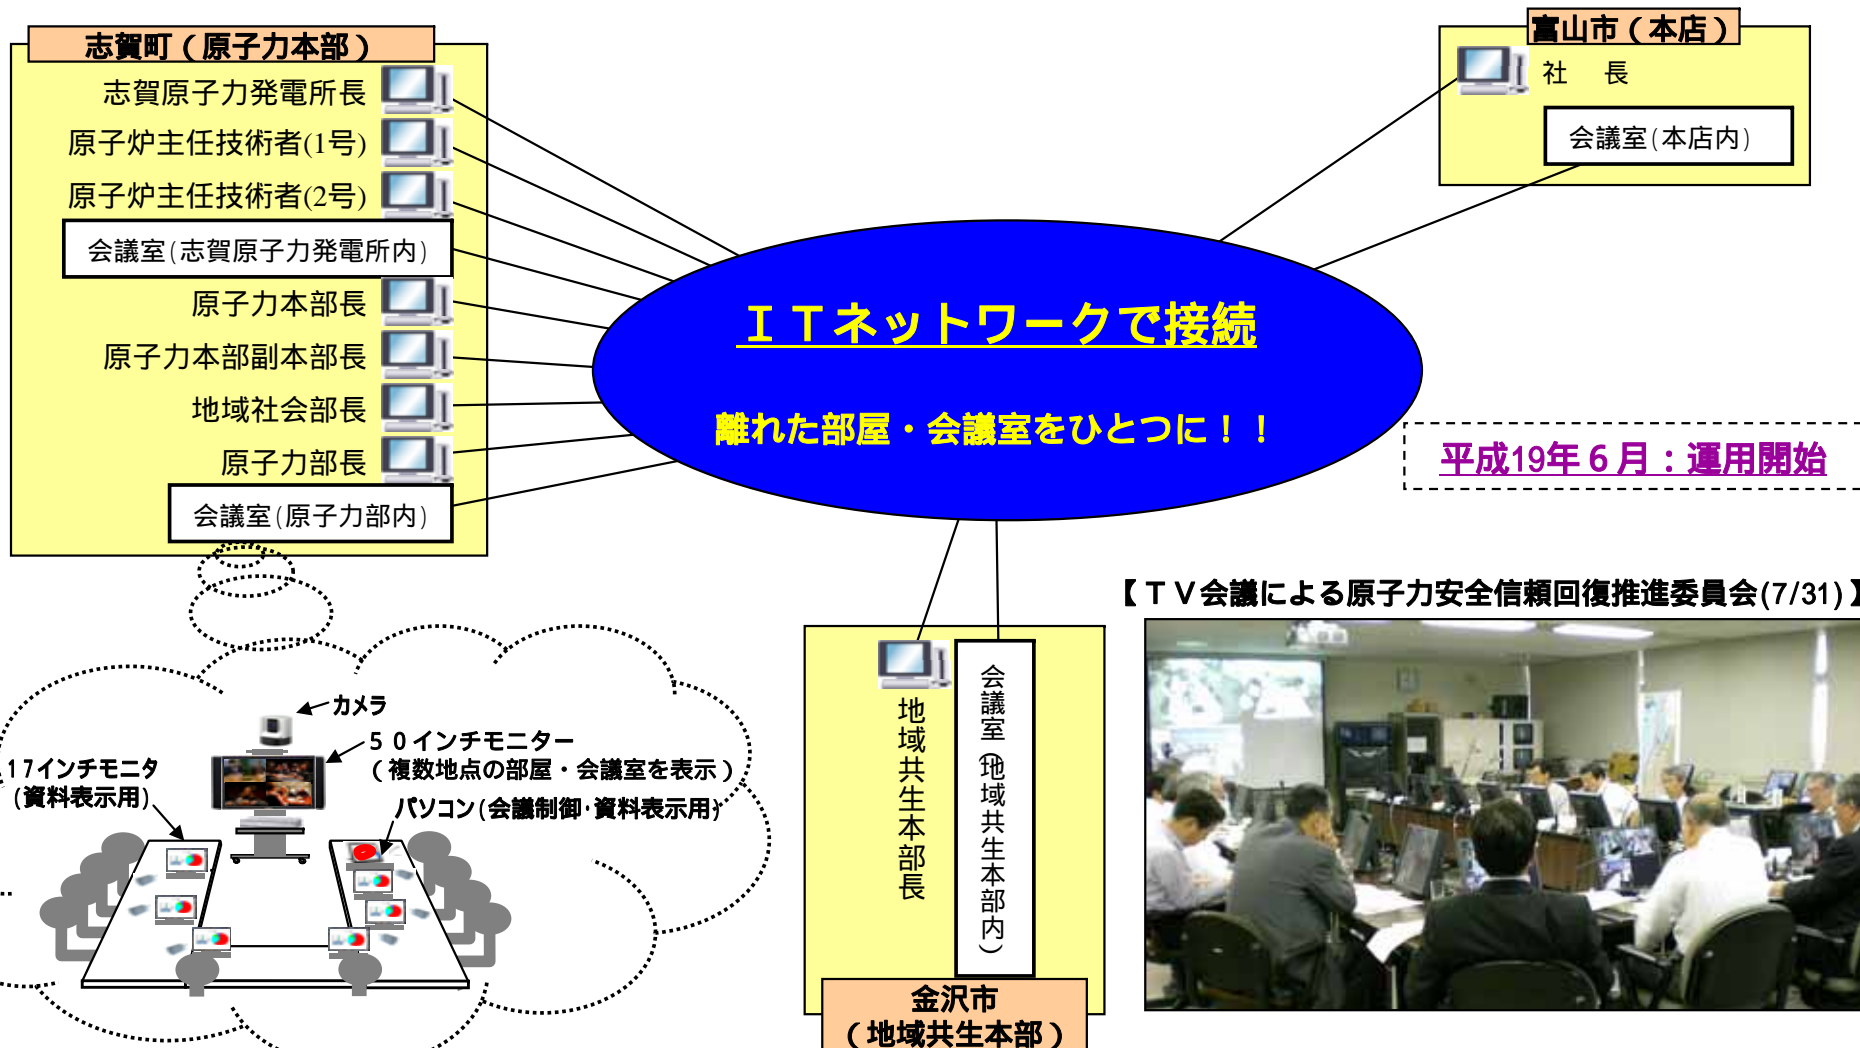 志賀町(原子力本部)
志賀原子力発電所長
原子炉主任技術者(1号)
原子炉主任技術者(2号)
会議室(志賀原子力発電所内)
原子力本部長
原子力本部副本部長
地域社会部長
原子力部長
会議室(原子力部内)
富山市(本店)
社 長
会議室(本店内)
ITネットワークで接続
離れた部屋・会議室をひとつに!!
平成19年6月:運用開始
カメラ
50インチモニター
(複数地点の部屋・会議室を表示)
パソコン(会議制御・資料表示用)
17インチモニタ
(資料表示用)
地域共生本部長
会議室(地域共生本部内)
金沢市
(地域共生本部)
【TV会議による原子力安全信頼回復推進委員会(7/31)】